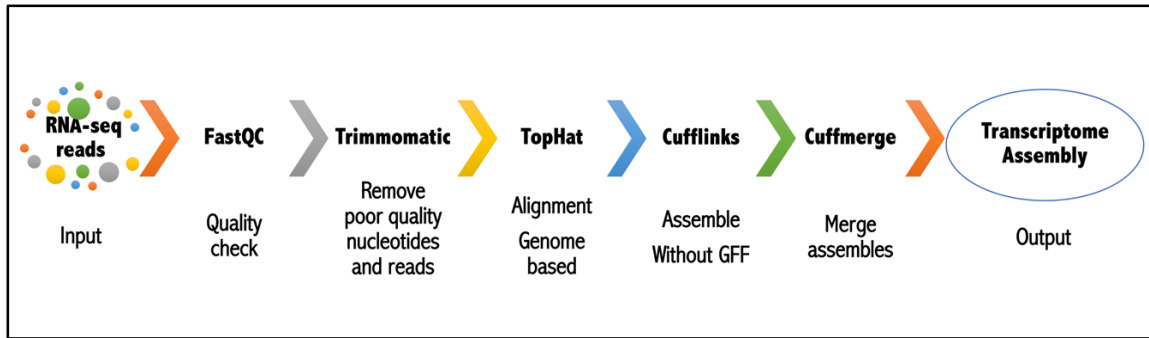 RNA-seq
reads
FastQC
Trimmomatic
TopHat
Cufflinks
Cuffmerge
Transcriptome
Assembly
Input
Quality
check
Remove
poor quality
nucleotides
and reads
Alignment
Genome
based
Assemble
Without GFF
Merge
assembles
Output